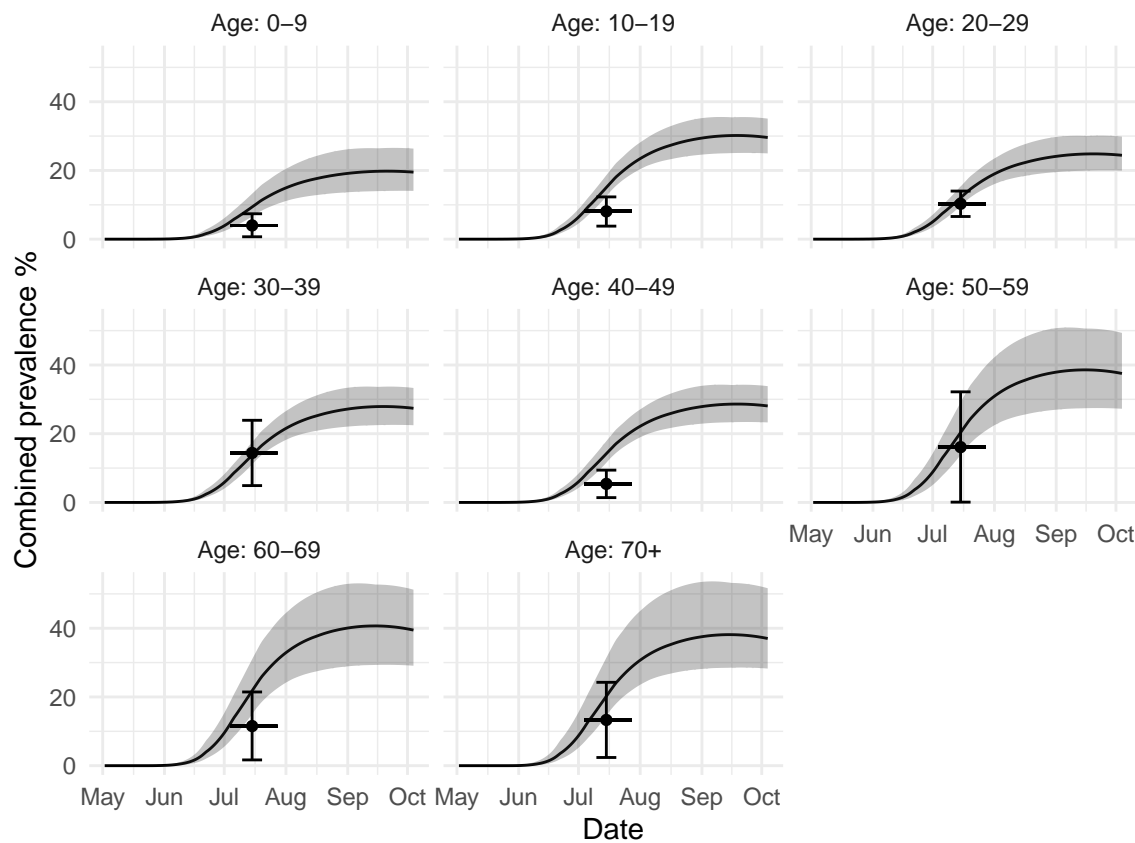 Age: 0−9
Age: 10−19
Age: 20−29
40
20
0
Age: 30−39
Age: 40−49
Age: 50−59
40
20
0
May Jun Jul Aug Sep Oct
Age: 60−69
Age: 70+
40
20
0
May Jun Jul Aug Sep Oct
May Jun Jul Aug Sep Oct
Date
Combined prevalence %